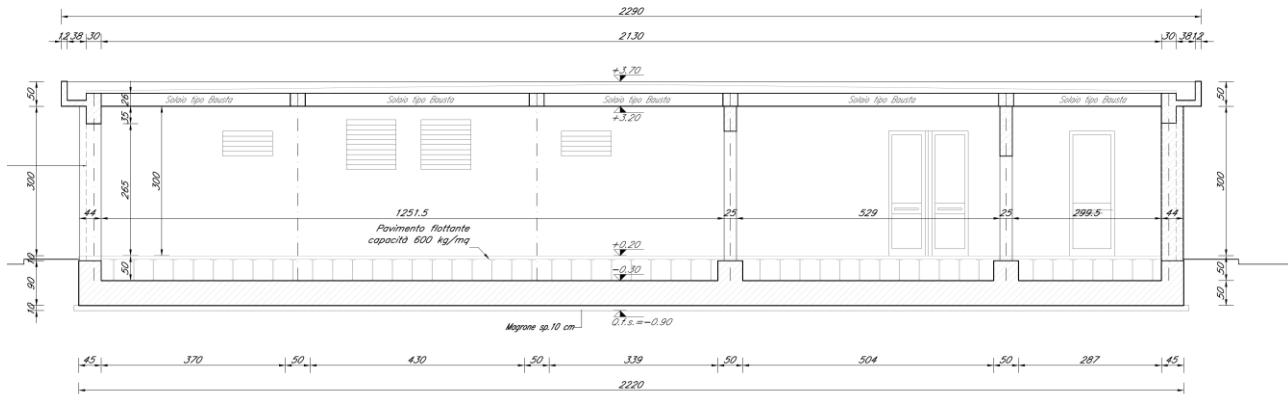 2290
12 38 30 2130 30 38 12
+3.70
50 26 50
Solaio tipo Bausta Solaio tipo Bausta Solaio tipo Bausta Solaio tipo Bausta Solaio tipo Bausta
35 +3.20
300 265 300 300
44 1251.5 25 529 25 299.5 44
Pavimento flottante
capacità 600 kg/mq
+0.20
10 50 -0.30 50
90 50
10
Magrone sp.10 cm Q.f.s.=-0.90
45 370 50 430 50 339 50 504 50 287 45
2220